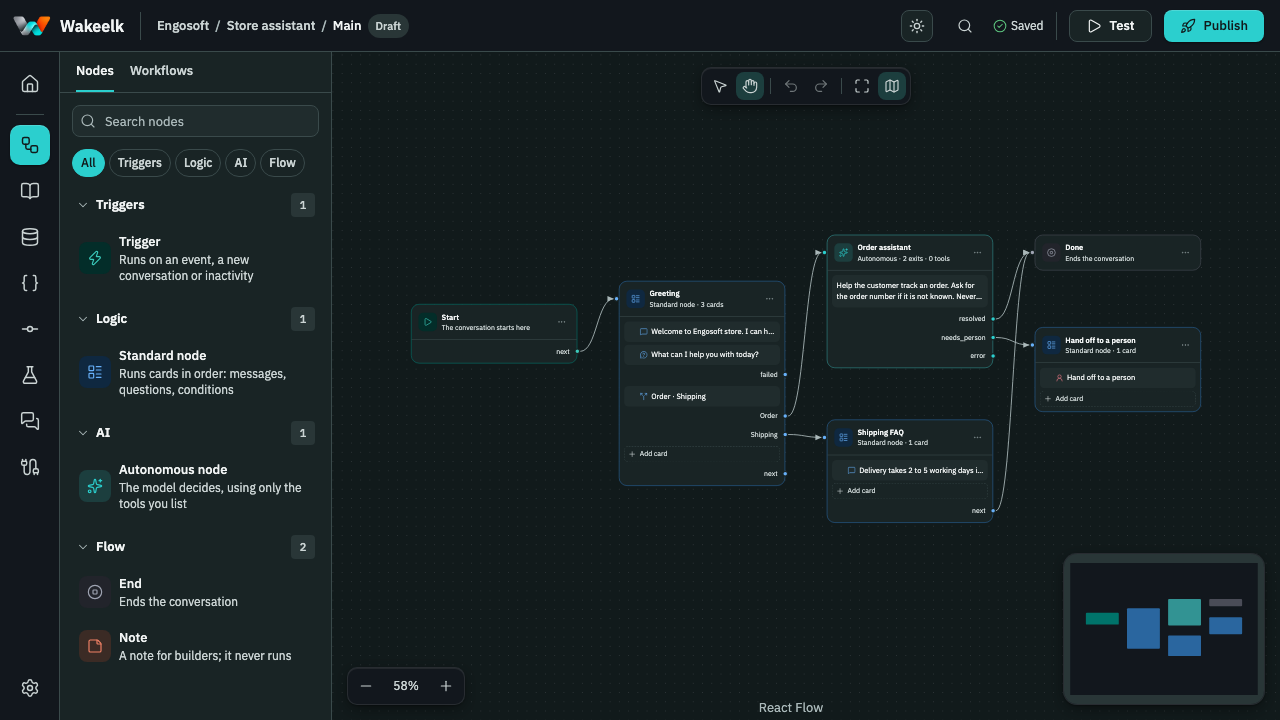 Wakeelk
Engosoft / Store assistant / Main
Draft
Saved
Test
Publish
Nodes
Workflows
Search nodes
All
Triggers
Logic
AI
Flow
Triggers
1
Trigger
Runs on an event, a new
conversation or inactivity
Logic
1
Standard node
Runs cards in order: messages,
questions, conditions
AI
1
Autonomous node
The model decides, using only the
tools you list
Flow
2
End
Ends the conversation
Note
A note for builders; it never runs
Start
The conversation starts here
next
Greeting
Standard node · 3 cards
Welcome to Engosoft store. I can h...
What can I help you with today?
failed
Order · Shipping
Order
Shipping
Add card
next
Order assistant
Autonomous · 2 exits · 0 tools
Help the customer track an order. Ask for
the order number if it is not known. Never...
resolved
needs_person
error
Shipping FAQ
Standard node · 1 card
Delivery takes 2 to 5 working days i...
Add card
next
Done
Ends the conversation
Hand off to a person
Standard node · 1 card
Hand off to a person
Add card
58%
React Flow